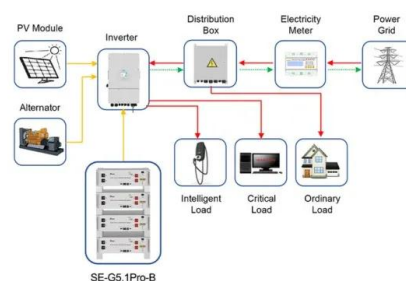 PV Module
Inverter
Distribution
Box
Electricity
Meter
Power
Grid
Alternator
Intelligent
Load
Critical
Load
Ordinary
Load
SE-G5.1Pro-B